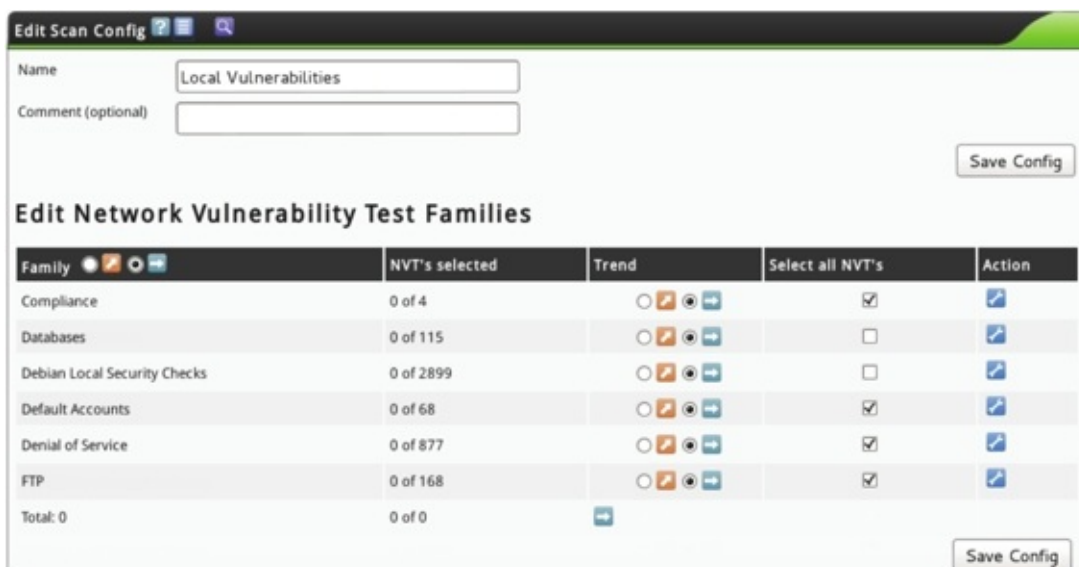 Edit Scan Config ?
Name Local Vulnerabilities
Comment (optional)
Save Config
Edit Network Vulnerability Test Families
Family NVT's selected Trend Select all NVT's Action
Compliance 0 of 4
Databases 0 of 115
Debian Local Security Checks 0 of 2899
Default Accounts 0 of 68
Denial of Service 0 of 877
FTP 0 of 168
Total: 0 0 of 0
Save Config